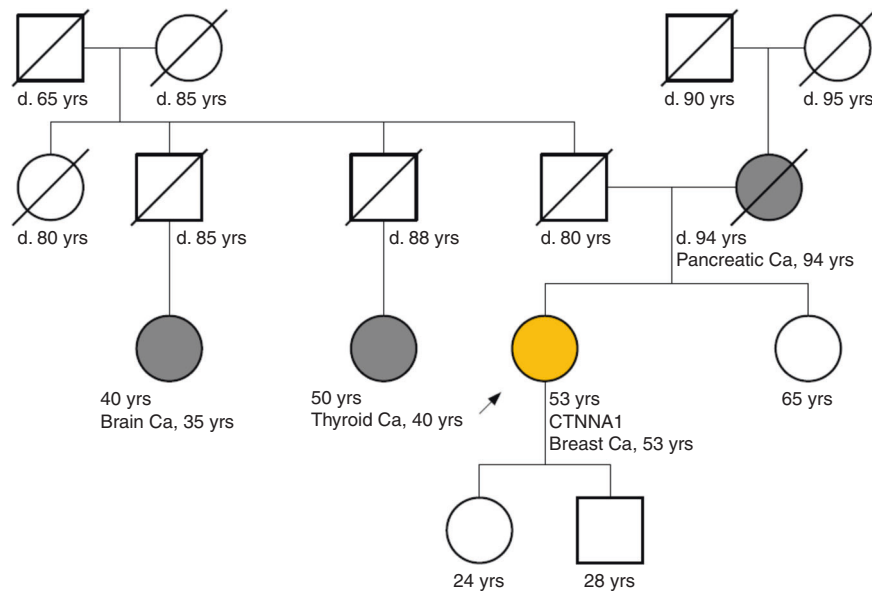 d. 65 yrs
d. 85 yrs
d. 90 yrs
d. 95 yrs
d. 80 yrs
d. 85 yrs
d. 88 yrs
d. 80 yrs
d. 94 yrs
Pancreatic Ca, 94 yrs
40 yrs
Brain Ca, 35 yrs
50 yrs
Thyroid Ca, 40 yrs
53 yrs
CTNNA1
Breast Ca, 53 yrs
65 yrs
24 yrs
28 yrs